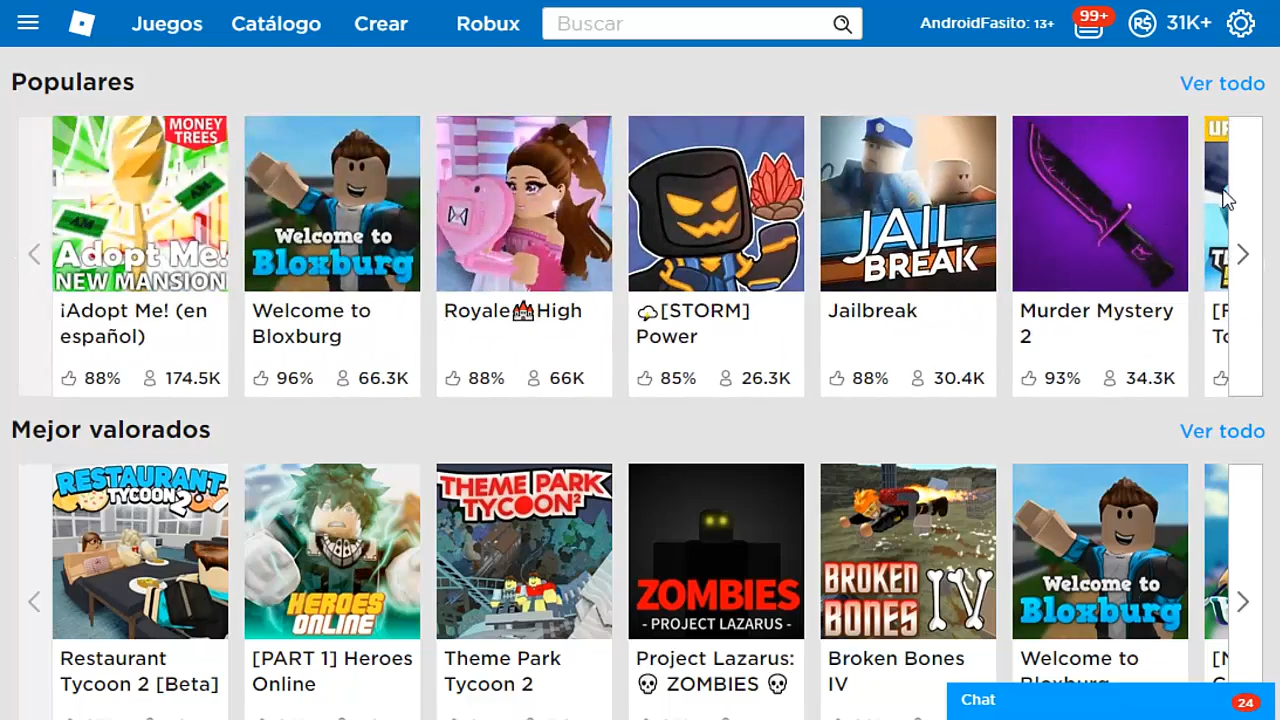 Juegos Catálogo Crear Robux Buscar AndroidFasito: 13+ 99+ R$ 31K+
Populares Ver todo
MONEY
TREES
AM
AM
Adopt Me!
NEW MANSION
¡Adopt Me! (en
español)
88% 174.5K
Welcome to
Bloxburg
Welcome to
Bloxburg
96% 66.3K
Royale🏰High
88% 66K
🌩[STORM]
Power
85% 26.3K
JAIL
BREAK
Jailbreak
88% 30.4K
Murder Mystery
2
93% 34.3K
Mejor valorados Ver todo
RESTAURANT
TYCOON 2
Restaurant
Tycoon 2 [Beta]
HEROES
ONLINE
[PART 1] Heroes
Online
THEME PARK
TYCOON 2
Theme Park
Tycoon 2
ZOMBIES
- PROJECT LAZARUS -
Project Lazarus:
💀 ZOMBIES 💀
BROKEN
BONES IV
Broken Bones
IV
Welcome to
Bloxburg
Welcome to
Bloxburg
Chat 24